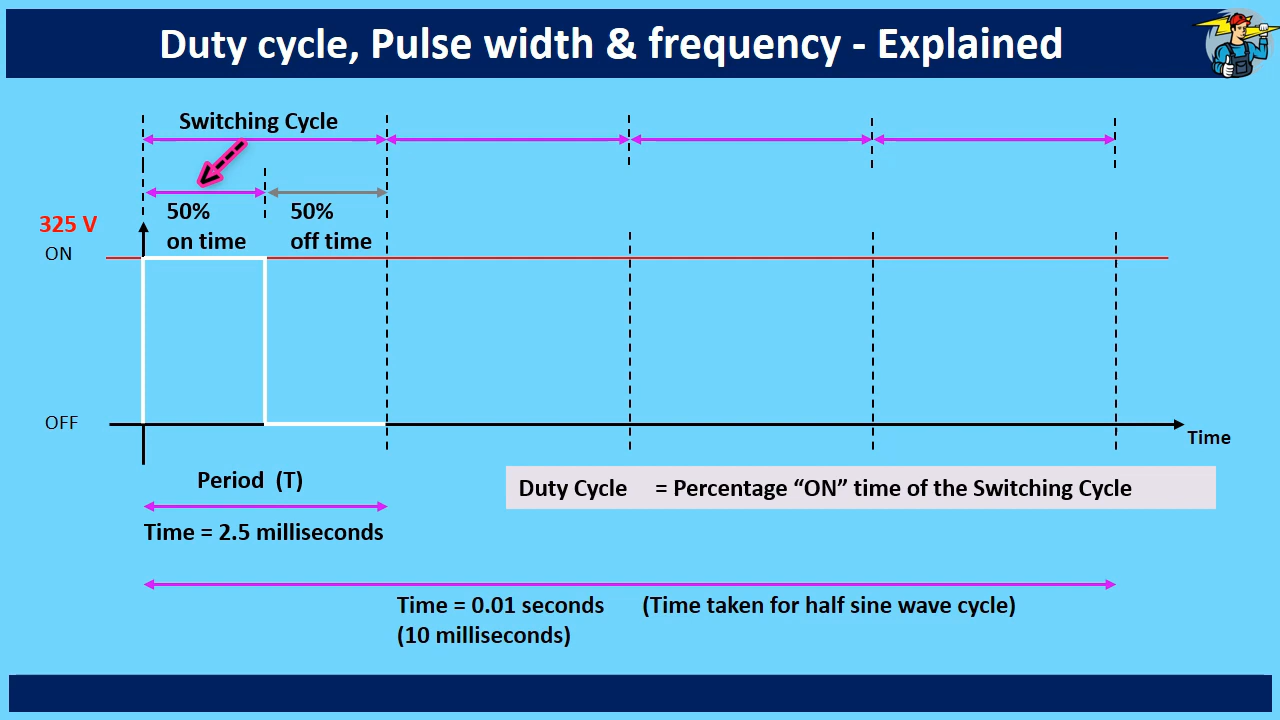 Duty cycle, Pulse width & frequency - Explained
Switching Cycle
50%
on time
50%
off time
325 V
ON
OFF
Time
Period (T)
Time = 2.5 milliseconds
Duty Cycle = Percentage “ON” time of the Switching Cycle
Time = 0.01 seconds (Time taken for half sine wave cycle)
(10 milliseconds)